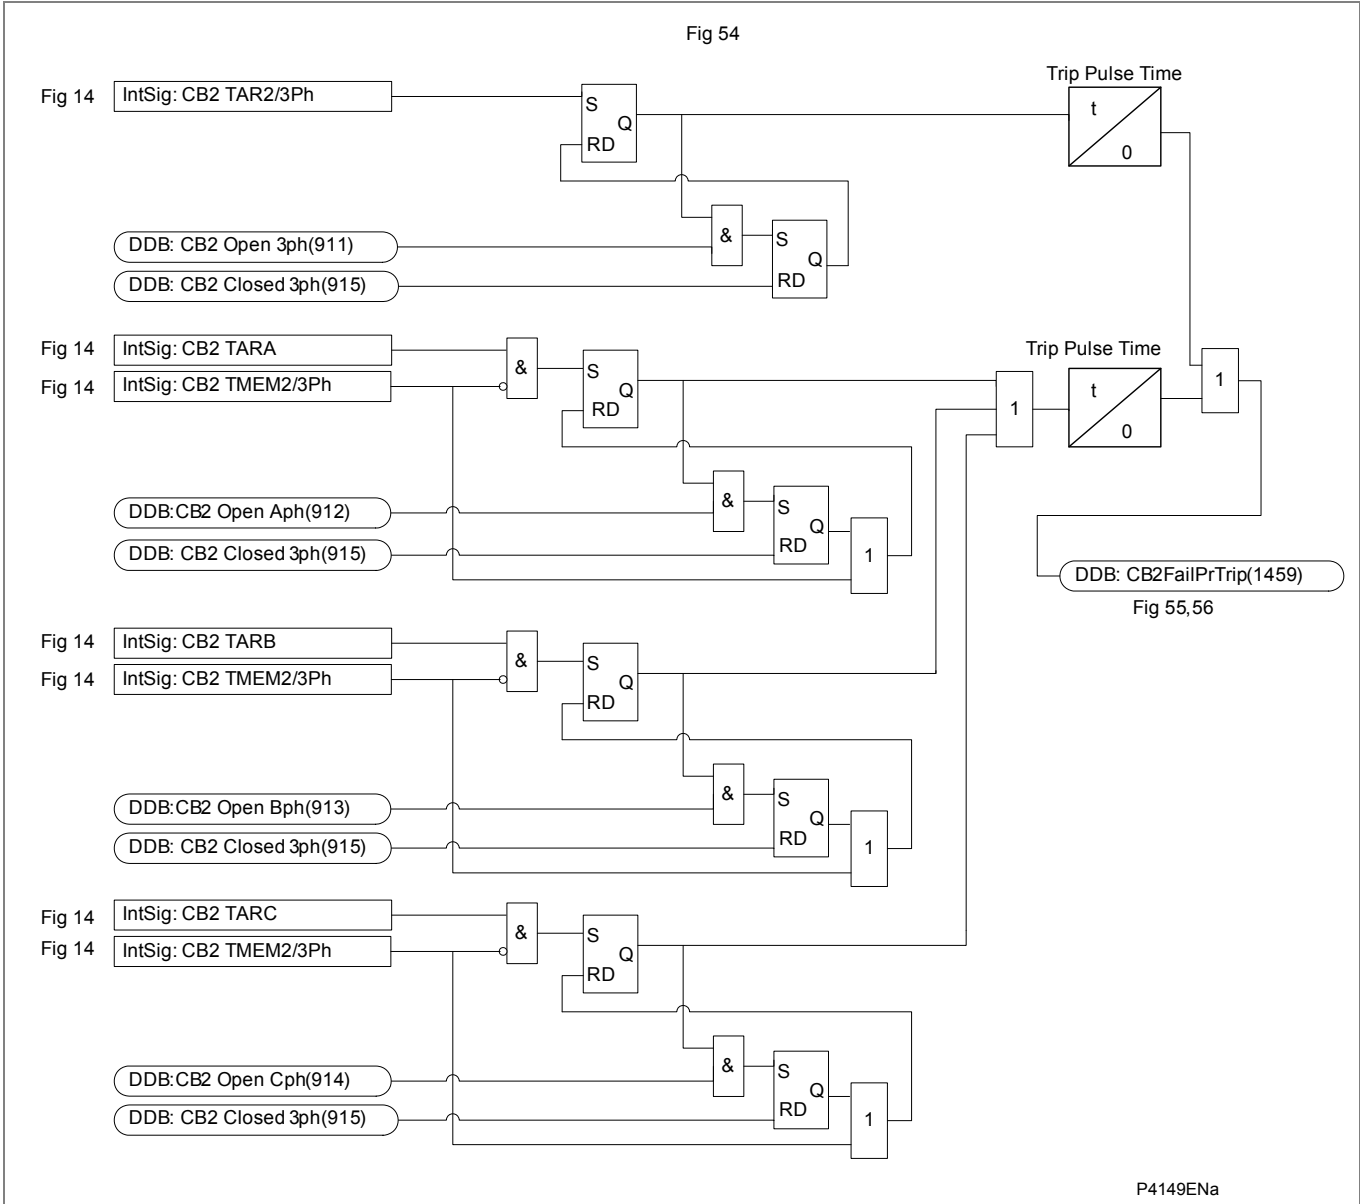 Fig 54
Trip Pulse Time
Fig 14
IntSig: CB2 TAR2/3Ph
S
Q
RD
t
0
DDB: CB2 Open 3ph(911)
&
S
Q
RD
DDB: CB2 Closed 3ph(915)
Fig 14
IntSig: CB2 TARA
Fig 14
IntSig: CB2 TMEM2/3Ph
&
S
Q
RD
Trip Pulse Time
1
t
0
1
DDB:CB2 Open Aph(912)
&
S
Q
RD
1
DDB: CB2 Closed 3ph(915)
DDB: CB2FailPrTrip(1459)
Fig 55,56
Fig 14
IntSig: CB2 TARB
Fig 14
IntSig: CB2 TMEM2/3Ph
&
S
Q
RD
DDB:CB2 Open Bph(913)
&
S
Q
RD
1
DDB: CB2 Closed 3ph(915)
Fig 14
IntSig: CB2 TARC
Fig 14
IntSig: CB2 TMEM2/3Ph
&
S
Q
RD
DDB:CB2 Open Cph(914)
&
S
Q
RD
1
DDB: CB2 Closed 3ph(915)
P4149ENa